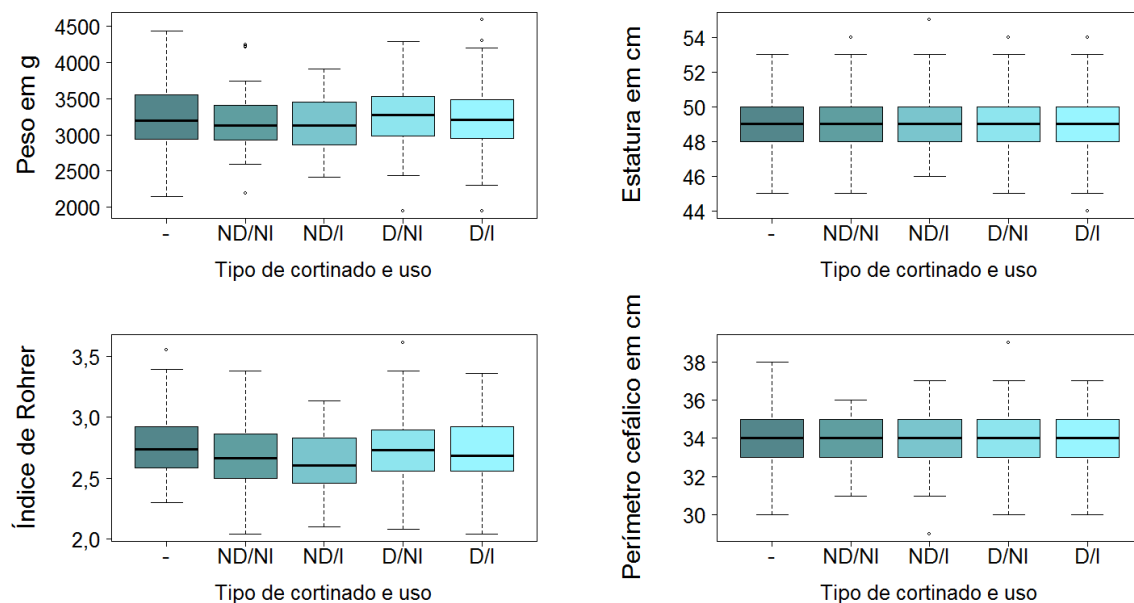 Peso em g
4500
4000
3500
3000
2500
2000
- ND/NI ND/I D/NI D/I
Tipo de cortinado e uso
Estatura em cm
54
52
50
48
46
44
- ND/NI ND/I D/NI D/I
Tipo de cortinado e uso
Índice de Rohrer
3,5
3,0
2,5
2,0
- ND/NI ND/I D/NI D/I
Tipo de cortinado e uso
Perímetro cefálico em cm
38
36
34
32
30
- ND/NI ND/I D/NI D/I
Tipo de cortinado e uso